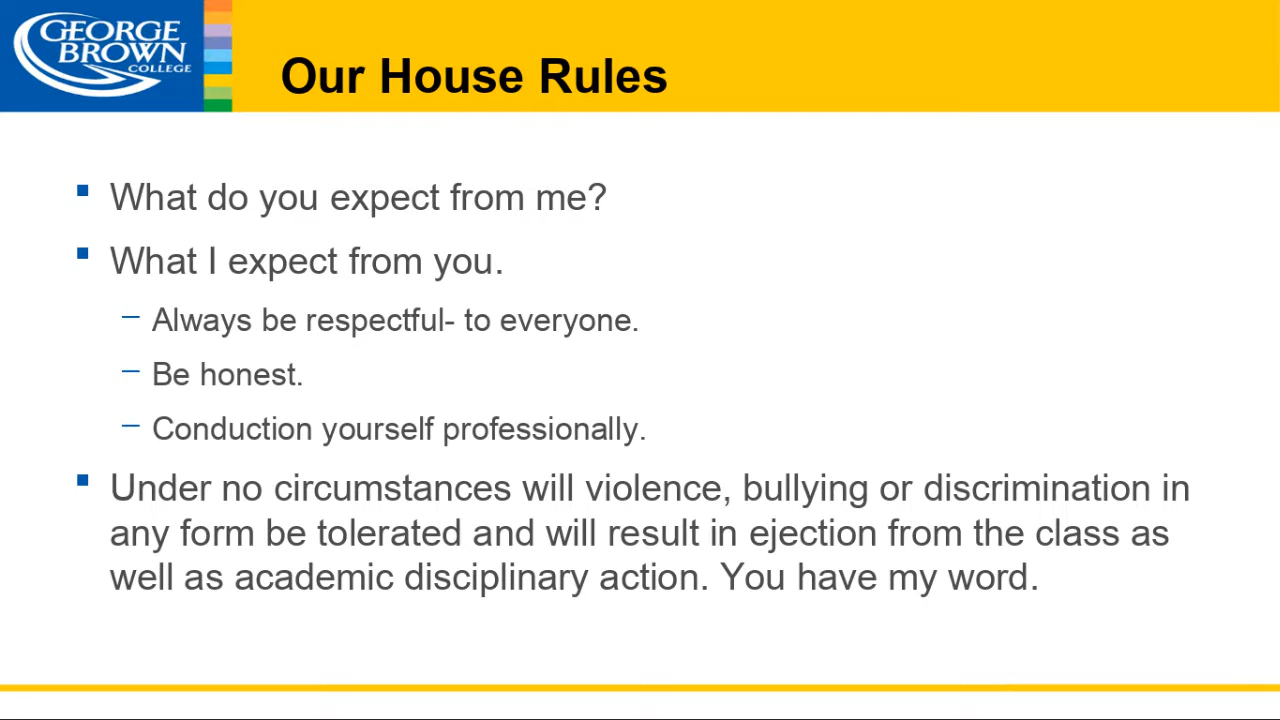 GEORGE
BROWN
COLLEGE
Our House Rules
What do you expect from me?
What I expect from you.
– Always be respectful- to everyone.
– Be honest.
– Conduction yourself professionally.
Under no circumstances will violence, bullying or discrimination in
any form be tolerated and will result in ejection from the class as
well as academic disciplinary action. You have my word.